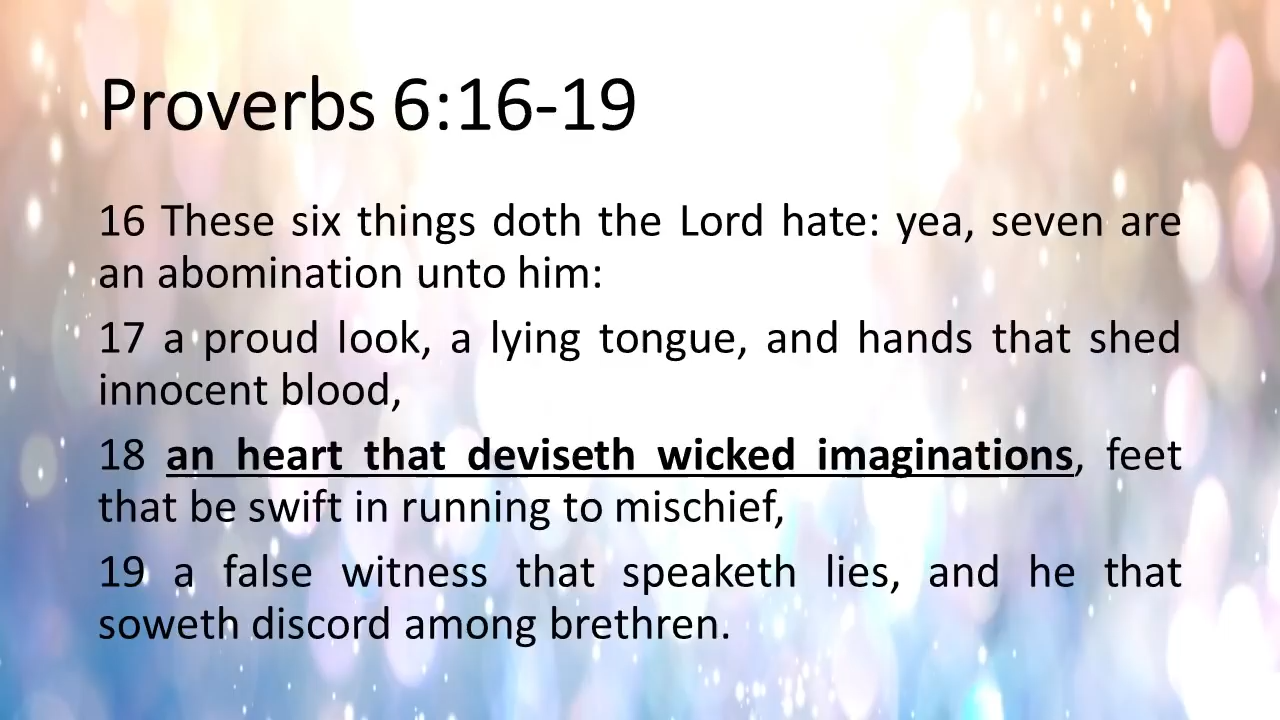 Proverbs 6:16-19
16 These six things doth the Lord hate: yea, seven are
an abomination unto him:
17 a proud look, a lying tongue, and hands that shed
innocent blood,
18 an heart that deviseth wicked imaginations, feet
that be swift in running to mischief,
19 a false witness that speaketh lies, and he that
soweth discord among brethren.